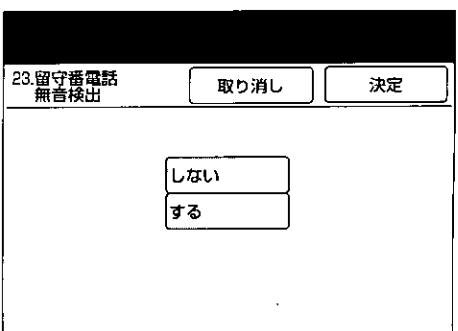 23.留守番電話
無音検出
取り消し
決定
しない
する